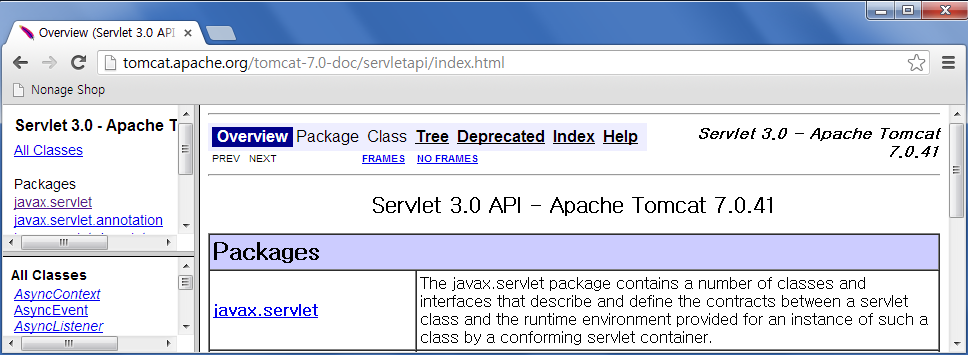 Overview (Servlet 3.0 API
tomcat.apache.org/tomcat-7.0-doc/servletapi/index.html
Nonage Shop
Servlet 3.0 - Apache T
All Classes
Packages
javax.servlet
javax.servlet.annotation
All Classes
AsyncContext
AsyncEvent
AsyncListener
Overview Package Class Tree Deprecated Index Help
PREV NEXT FRAMES NO FRAMES
Servlet 3.0 - Apache Tomcat
7.0.41
Servlet 3.0 API - Apache Tomcat 7.0.41
Packages
javax.servlet
The javax.servlet package contains a number of classes and
interfaces that describe and define the contracts between a servlet
class and the runtime environment provided for an instance of such a
class by a conforming servlet container.